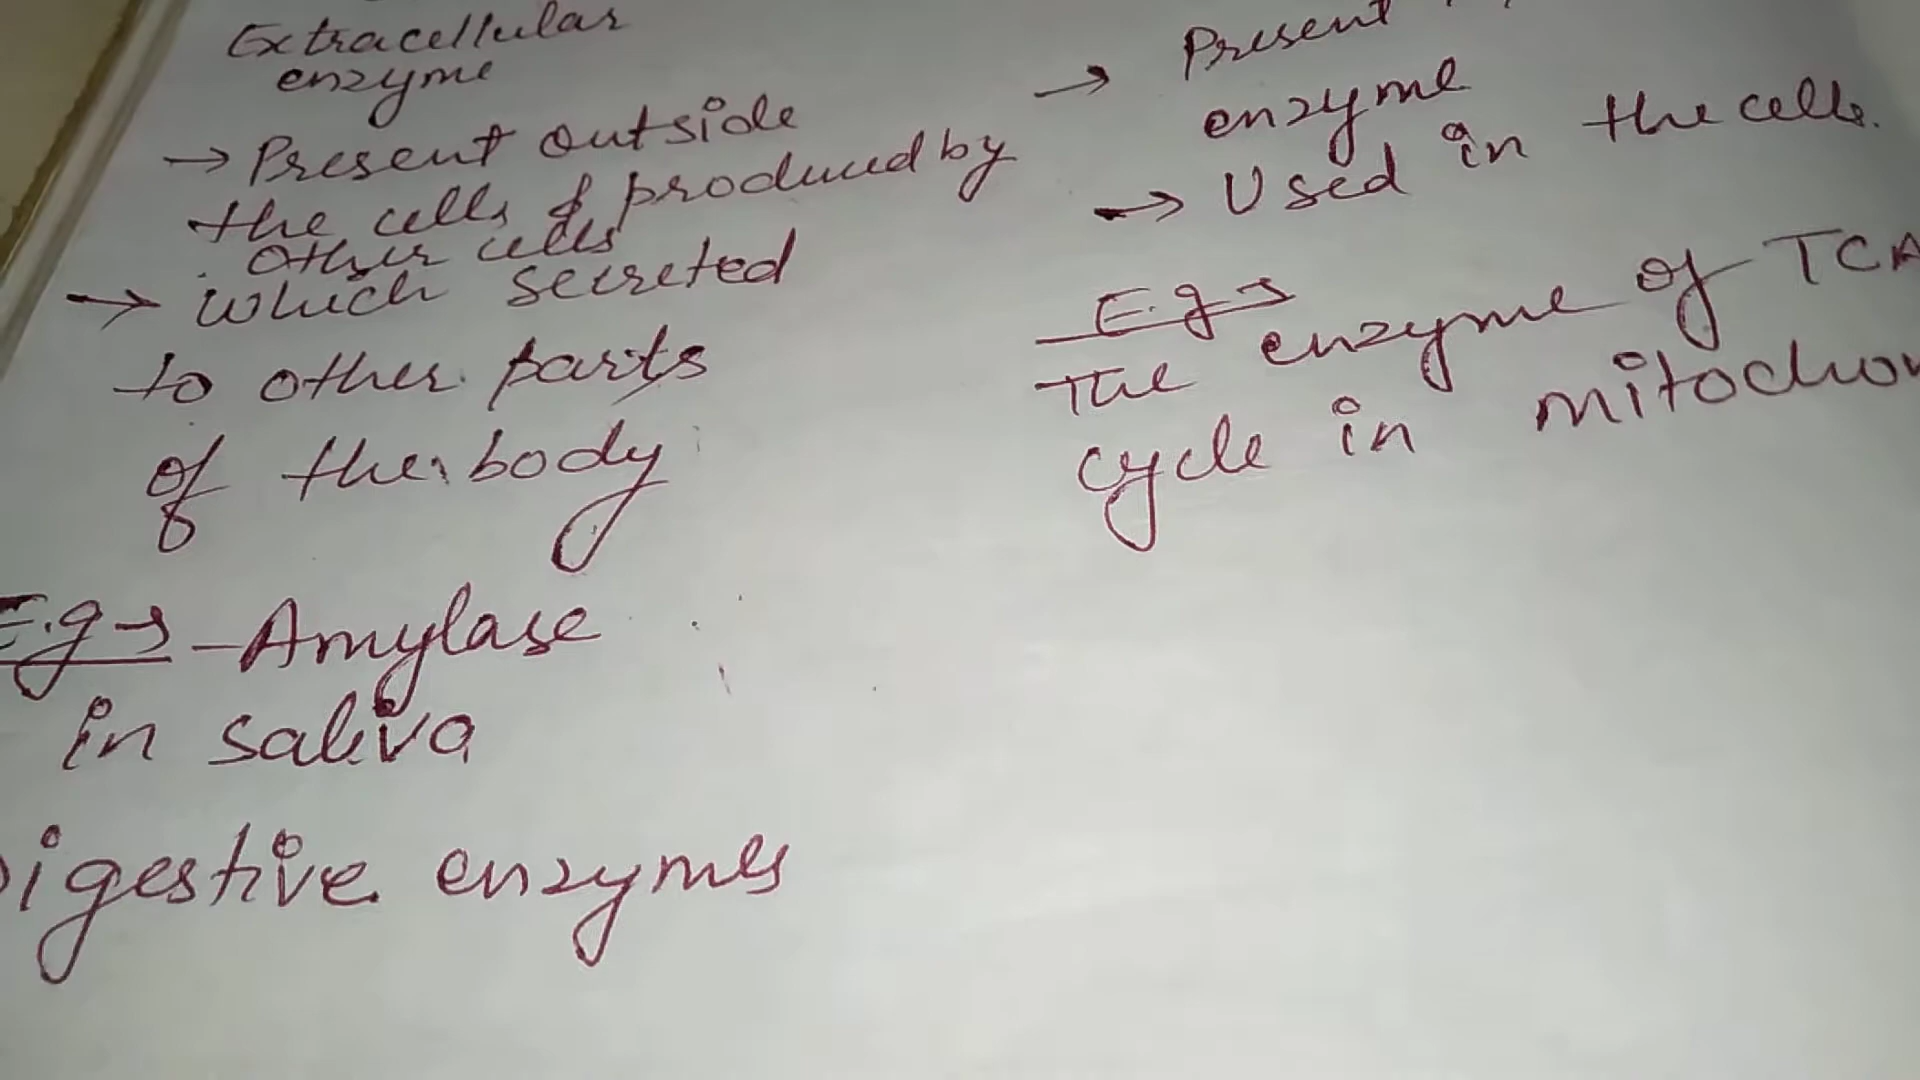 Extracellular
enzyme
→ Present outside
the cells & produced by
other cells
→ which secreted
to other parts
of the body
E.g → - Amylase
in saliva
Digestive enzymes
→ Present
enzyme
→ Used in the cells.
E.g →
The enzyme of TCA
cycle in mitochon